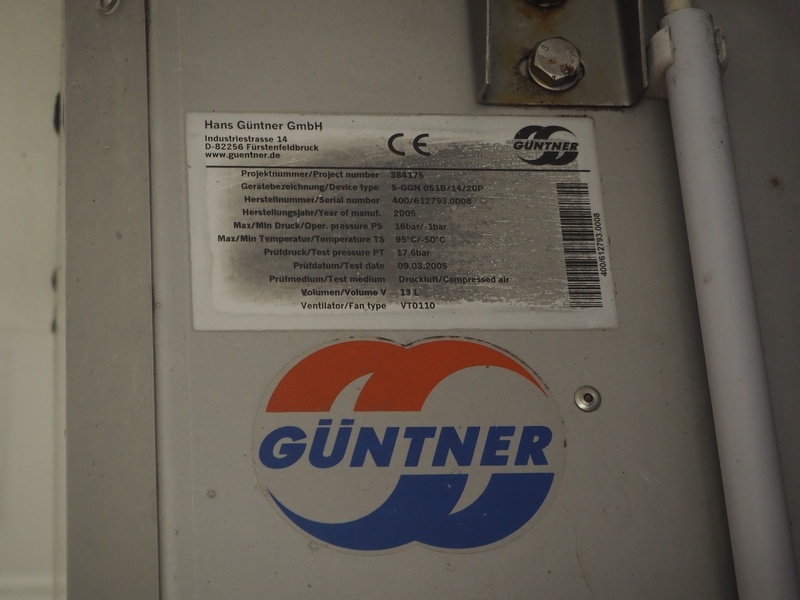 Hans Güntner GmbH
Industriestrasse 14
D-82256 Fürstenfeldbruck
www.guentner.de
CE
GÜNTNER
Projektnummer/Project number 384175
Gerätebezeichnung/Device type S-GGN 051B/14/20P
Herstellnummer/Serial number 400/612793.0008
Herstellungsjahr/Year of manuf. 2005
Max/Min Druck/Oper. pressure PS 16bar/-1bar
Max/Min Temperatur/Temperature TS 95°C/-50°C
Prüfdruck/Test pressure PT 17,6bar
Prüfdatum/Test date 09.03.2005
Prüfmedium/Test medium Druckluft/Compressed air
Volumen/Volume V 13 L
Ventilator/Fan type VT0110
400/612793.0008
GÜNTNER